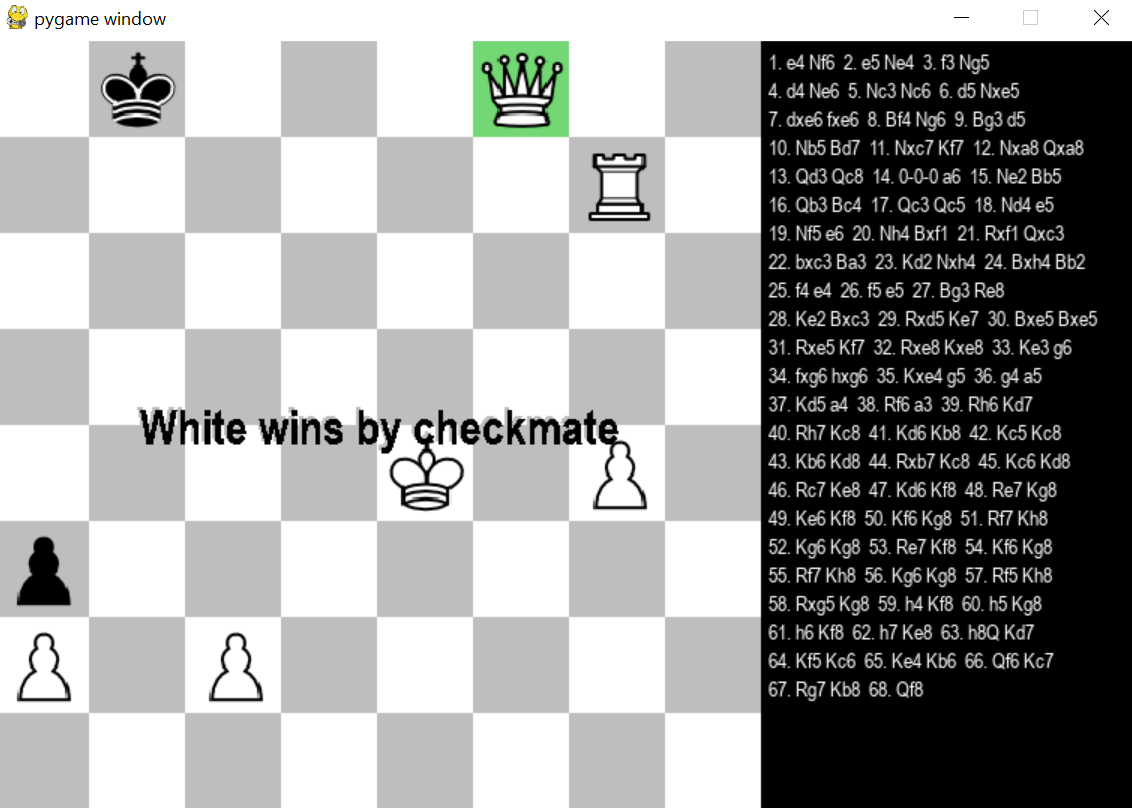 pygame window
1. e4 Nf6 2. e5 Ne4 3. f3 Ng5
4. d4 Ne6 5. Nc3 Nc6 6. d5 Nxe5
7. dxe6 fxe6 8. Bf4 Ng6 9. Bg3 d5
10. Nb5 Bd7 11. Nxc7 Kf7 12. Nxa8 Qxa8
13. Qd3 Qc8 14. 0-0-0 a6 15. Ne2 Bb5
16. Qb3 Bc4 17. Qc3 Qc5 18. Nd4 e5
19. Nf5 e6 20. Nh4 Bxf1 21. Rxf1 Qxc3
22. bxc3 Ba3 23. Kd2 Nxh4 24. Bxh4 Bb2
25. f4 e4 26. f5 e5 27. Bg3 Re8
28. Ke2 Bxc3 29. Rxd5 Ke7 30. Bxe5 Bxe5
31. Rxe5 Kf7 32. Rxe8 Kxe8 33. Ke3 g6
34. fxg6 hxg6 35. Kxe4 g5 36. g4 a5
37. Kd5 a4 38. Rf6 a3 39. Rh6 Kd7
40. Rh7 Kc8 41. Kd6 Kb8 42. Kc5 Kc8
43. Kb6 Kd8 44. Rxb7 Kc8 45. Kc6 Kd8
46. Rc7 Ke8 47. Kd6 Kf8 48. Re7 Kg8
49. Ke6 Kf8 50. Kf6 Kg8 51. Rf7 Kh8
52. Kg6 Kg8 53. Re7 Kf8 54. Kf6 Kg8
55. Rf7 Kh8 56. Kg6 Kg8 57. Rf5 Kh8
58. Rxg5 Kg8 59. h4 Kf8 60. h5 Kg8
61. h6 Kf8 62. h7 Ke8 63. h8Q Kd7
64. Kf5 Kc6 65. Ke4 Kb6 66. Qf6 Kc7
67. Rg7 Kb8 68. Qf8
White wins by checkmate